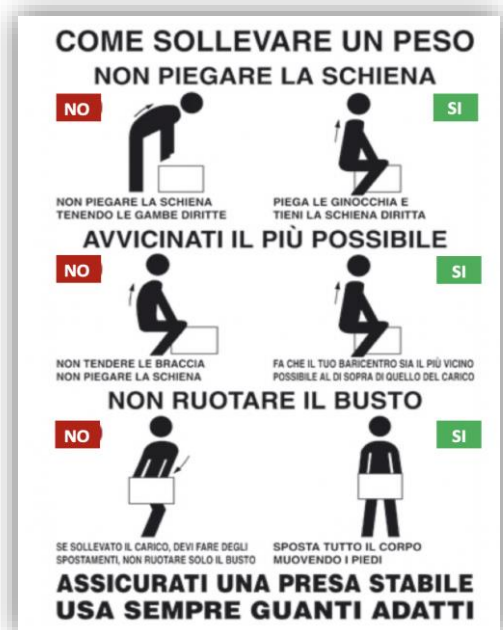 COME SOLLEVARE UN PESO
NON PIEGARE LA SCHIENA
NO
SI
NON PIEGARE LA SCHIENA
TENENDO LE GAMBE DIRITTE
PIEGA LE GINOCCHIA E
TIENI LA SCHIENA DIRITTA
AVVICINATI IL PIÙ POSSIBILE
NO
SI
NON TENDERE LE BRACCIA
NON PIEGARE LA SCHIENA
FA CHE IL TUO BARICENTRO SIA IL PIÙ VICINO
POSSIBILE AL DI SOPRA DI QUELLO DEL CARICO
NON RUOTARE IL BUSTO
NO
SI
SE SOLLEVATO IL CARICO, DEVI FARE DEGLI
SPOSTAMENTI, NON RUOTARE SOLO IL BUSTO
SPOSTA TUTTO IL CORPO
MUOVENDO I PIEDI
ASSICURATI UNA PRESA STABILE
USA SEMPRE GUANTI ADATTI